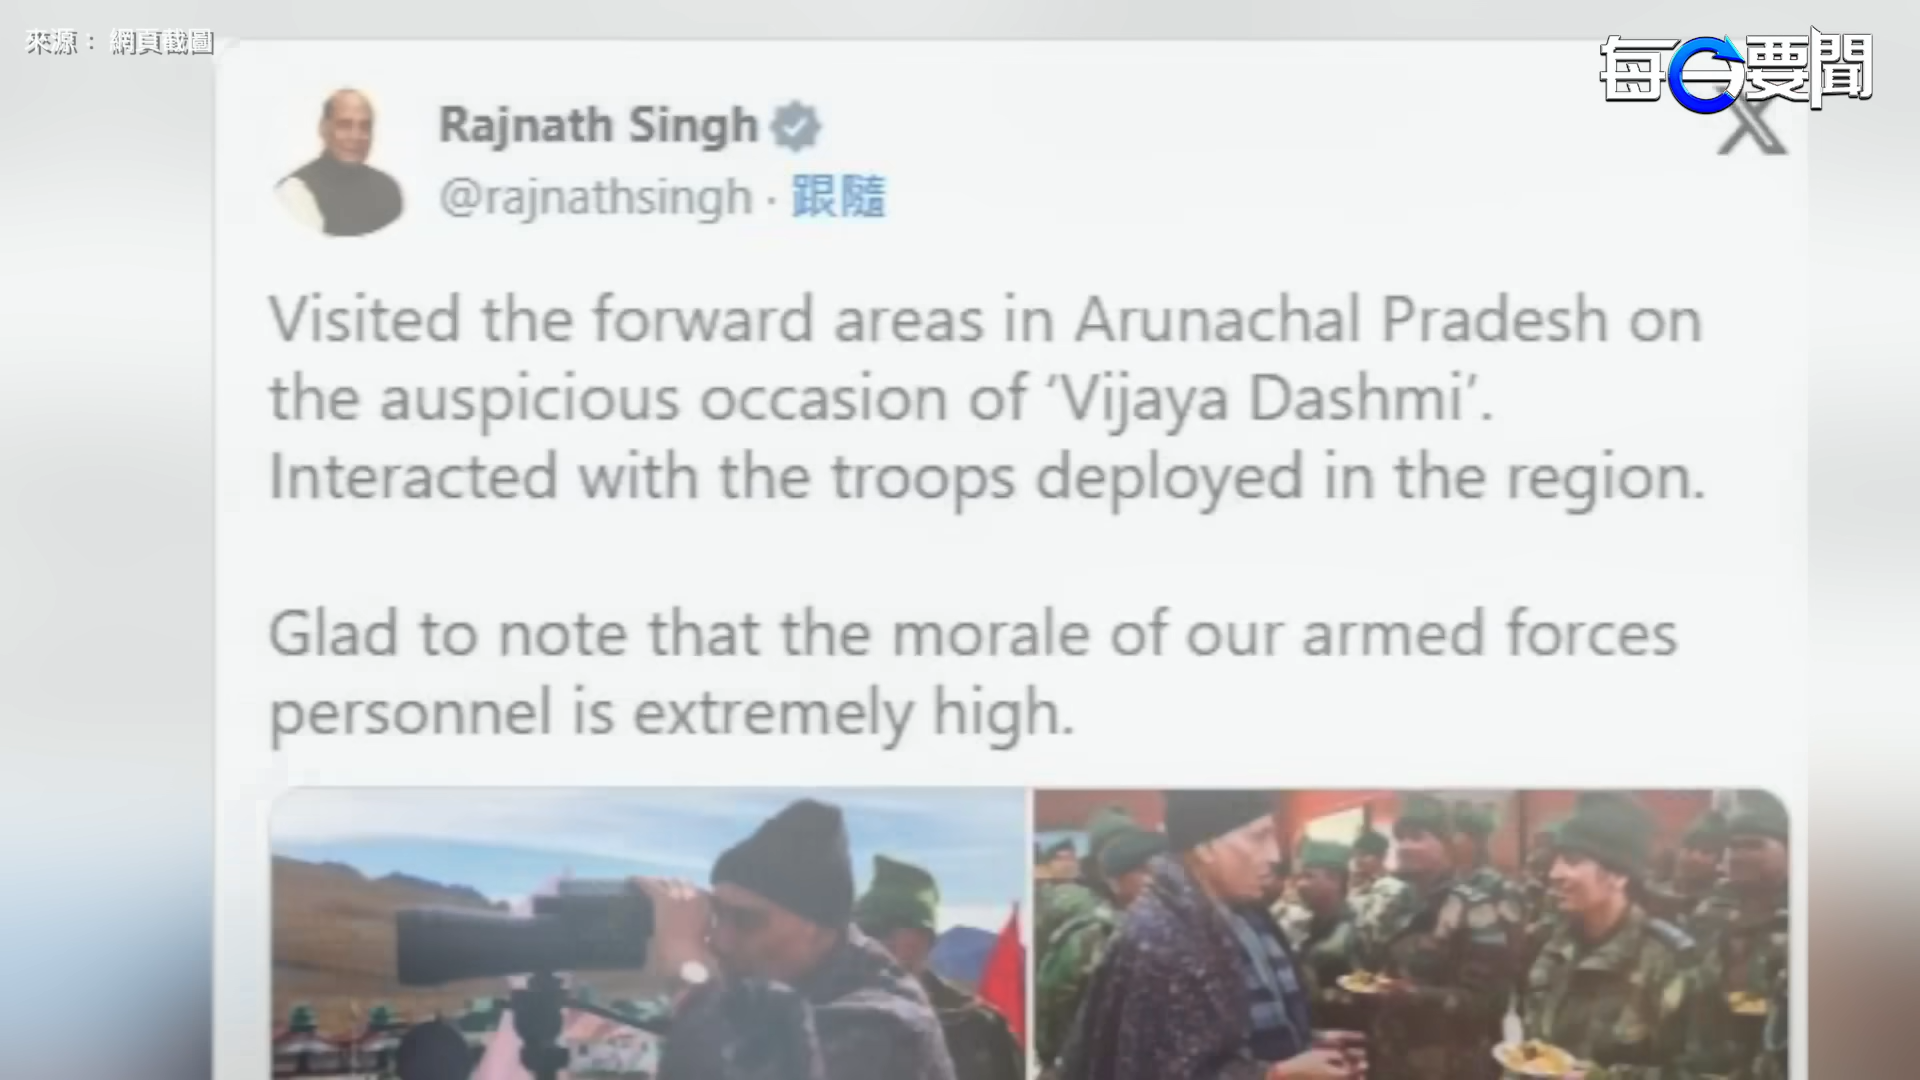 來源： 網頁截圖
每日要聞
Rajnath Singh
@rajnathsingh · 跟隨
Visited the forward areas in Arunachal Pradesh on
the auspicious occasion of ‘Vijaya Dashmi’.
Interacted with the troops deployed in the region.
Glad to note that the morale of our armed forces
personnel is extremely high.